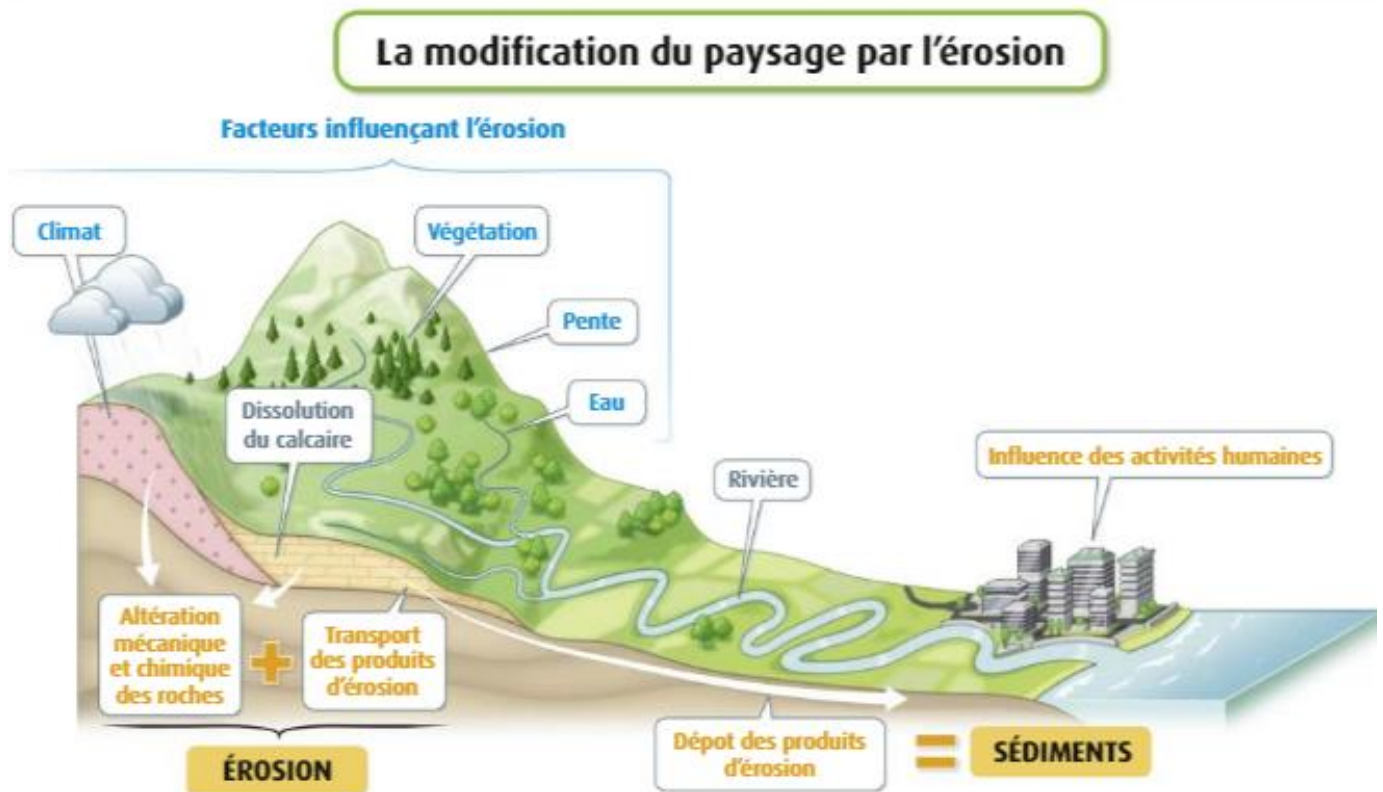 La modification du paysage par l'érosion
Facteurs influençant l'érosion
Climat
Végétation
Pente
Eau
Dissolution
du calcaire
Rivière
Influence des activités humaines
Altération
mécanique
et chimique
des roches
+
Transport
des produits
d'érosion
ÉROSION
Dépot des produits
d'érosion
=
SÉDIMENTS